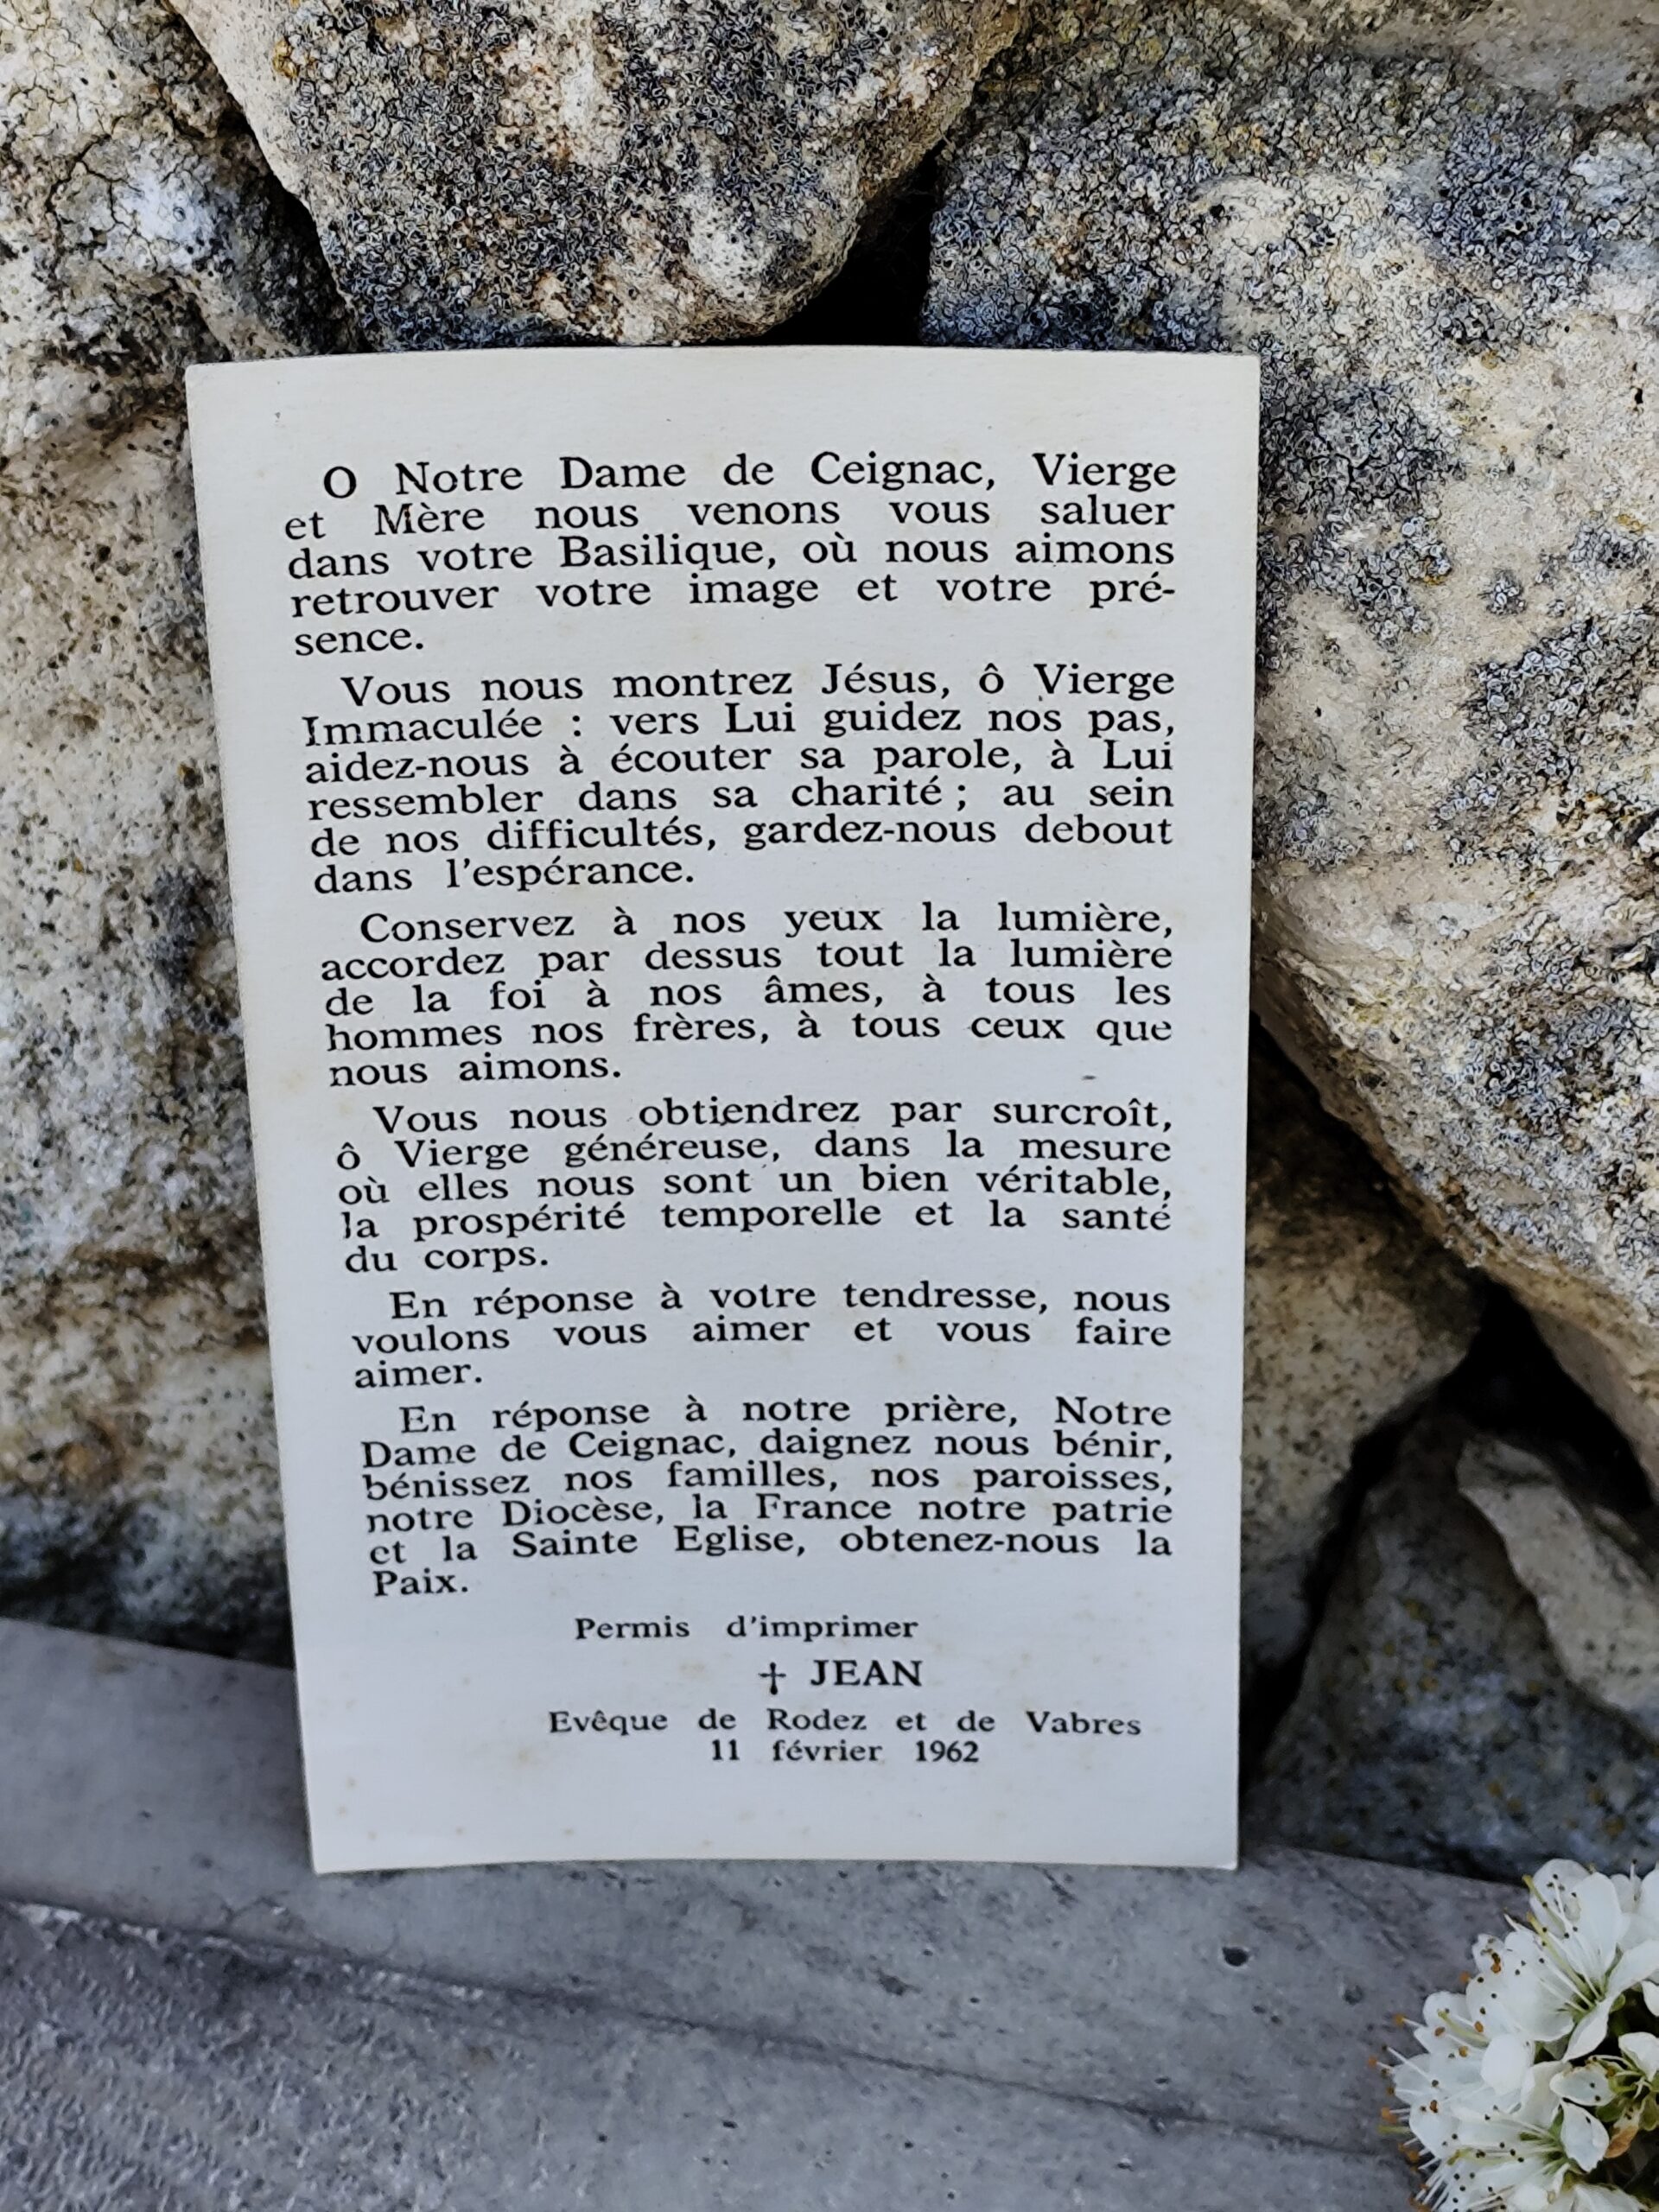 O Notre Dame de Ceignac, Vierge
et Mère nous venons vous saluer
dans votre Basilique, où nous aimons
retrouver votre image et votre pré-
sence.
Vous nous montrez Jésus, ô Vierge
Immaculée : vers Lui guidez nos pas,
aidez-nous à écouter sa parole, à Lui
ressembler dans sa charité ; au sein
de nos difficultés, gardez-nous debout
dans l'espérance.
Conservez à nos yeux la lumière,
accordez par dessus tout la lumière
de la foi à nos âmes, à tous les
hommes nos frères, à tous ceux que
nous aimons.
Vous nous obtiendrez par surcroît,
ô Vierge généreuse, dans la mesure
où elles nous sont un bien véritable,
la prospérité temporelle et la santé
du corps.
En réponse à votre tendresse, nous
voulons vous aimer et vous faire
aimer.
En réponse à notre prière, Notre
Dame de Ceignac, daignez nous bénir,
bénissez nos familles, nos paroisses,
notre Diocèse, la France notre patrie
et la Sainte Eglise, obtenez-nous la
Paix.
Permis d'imprimer
† JEAN
Evêque de Rodez et de Vabres
11 février 1962